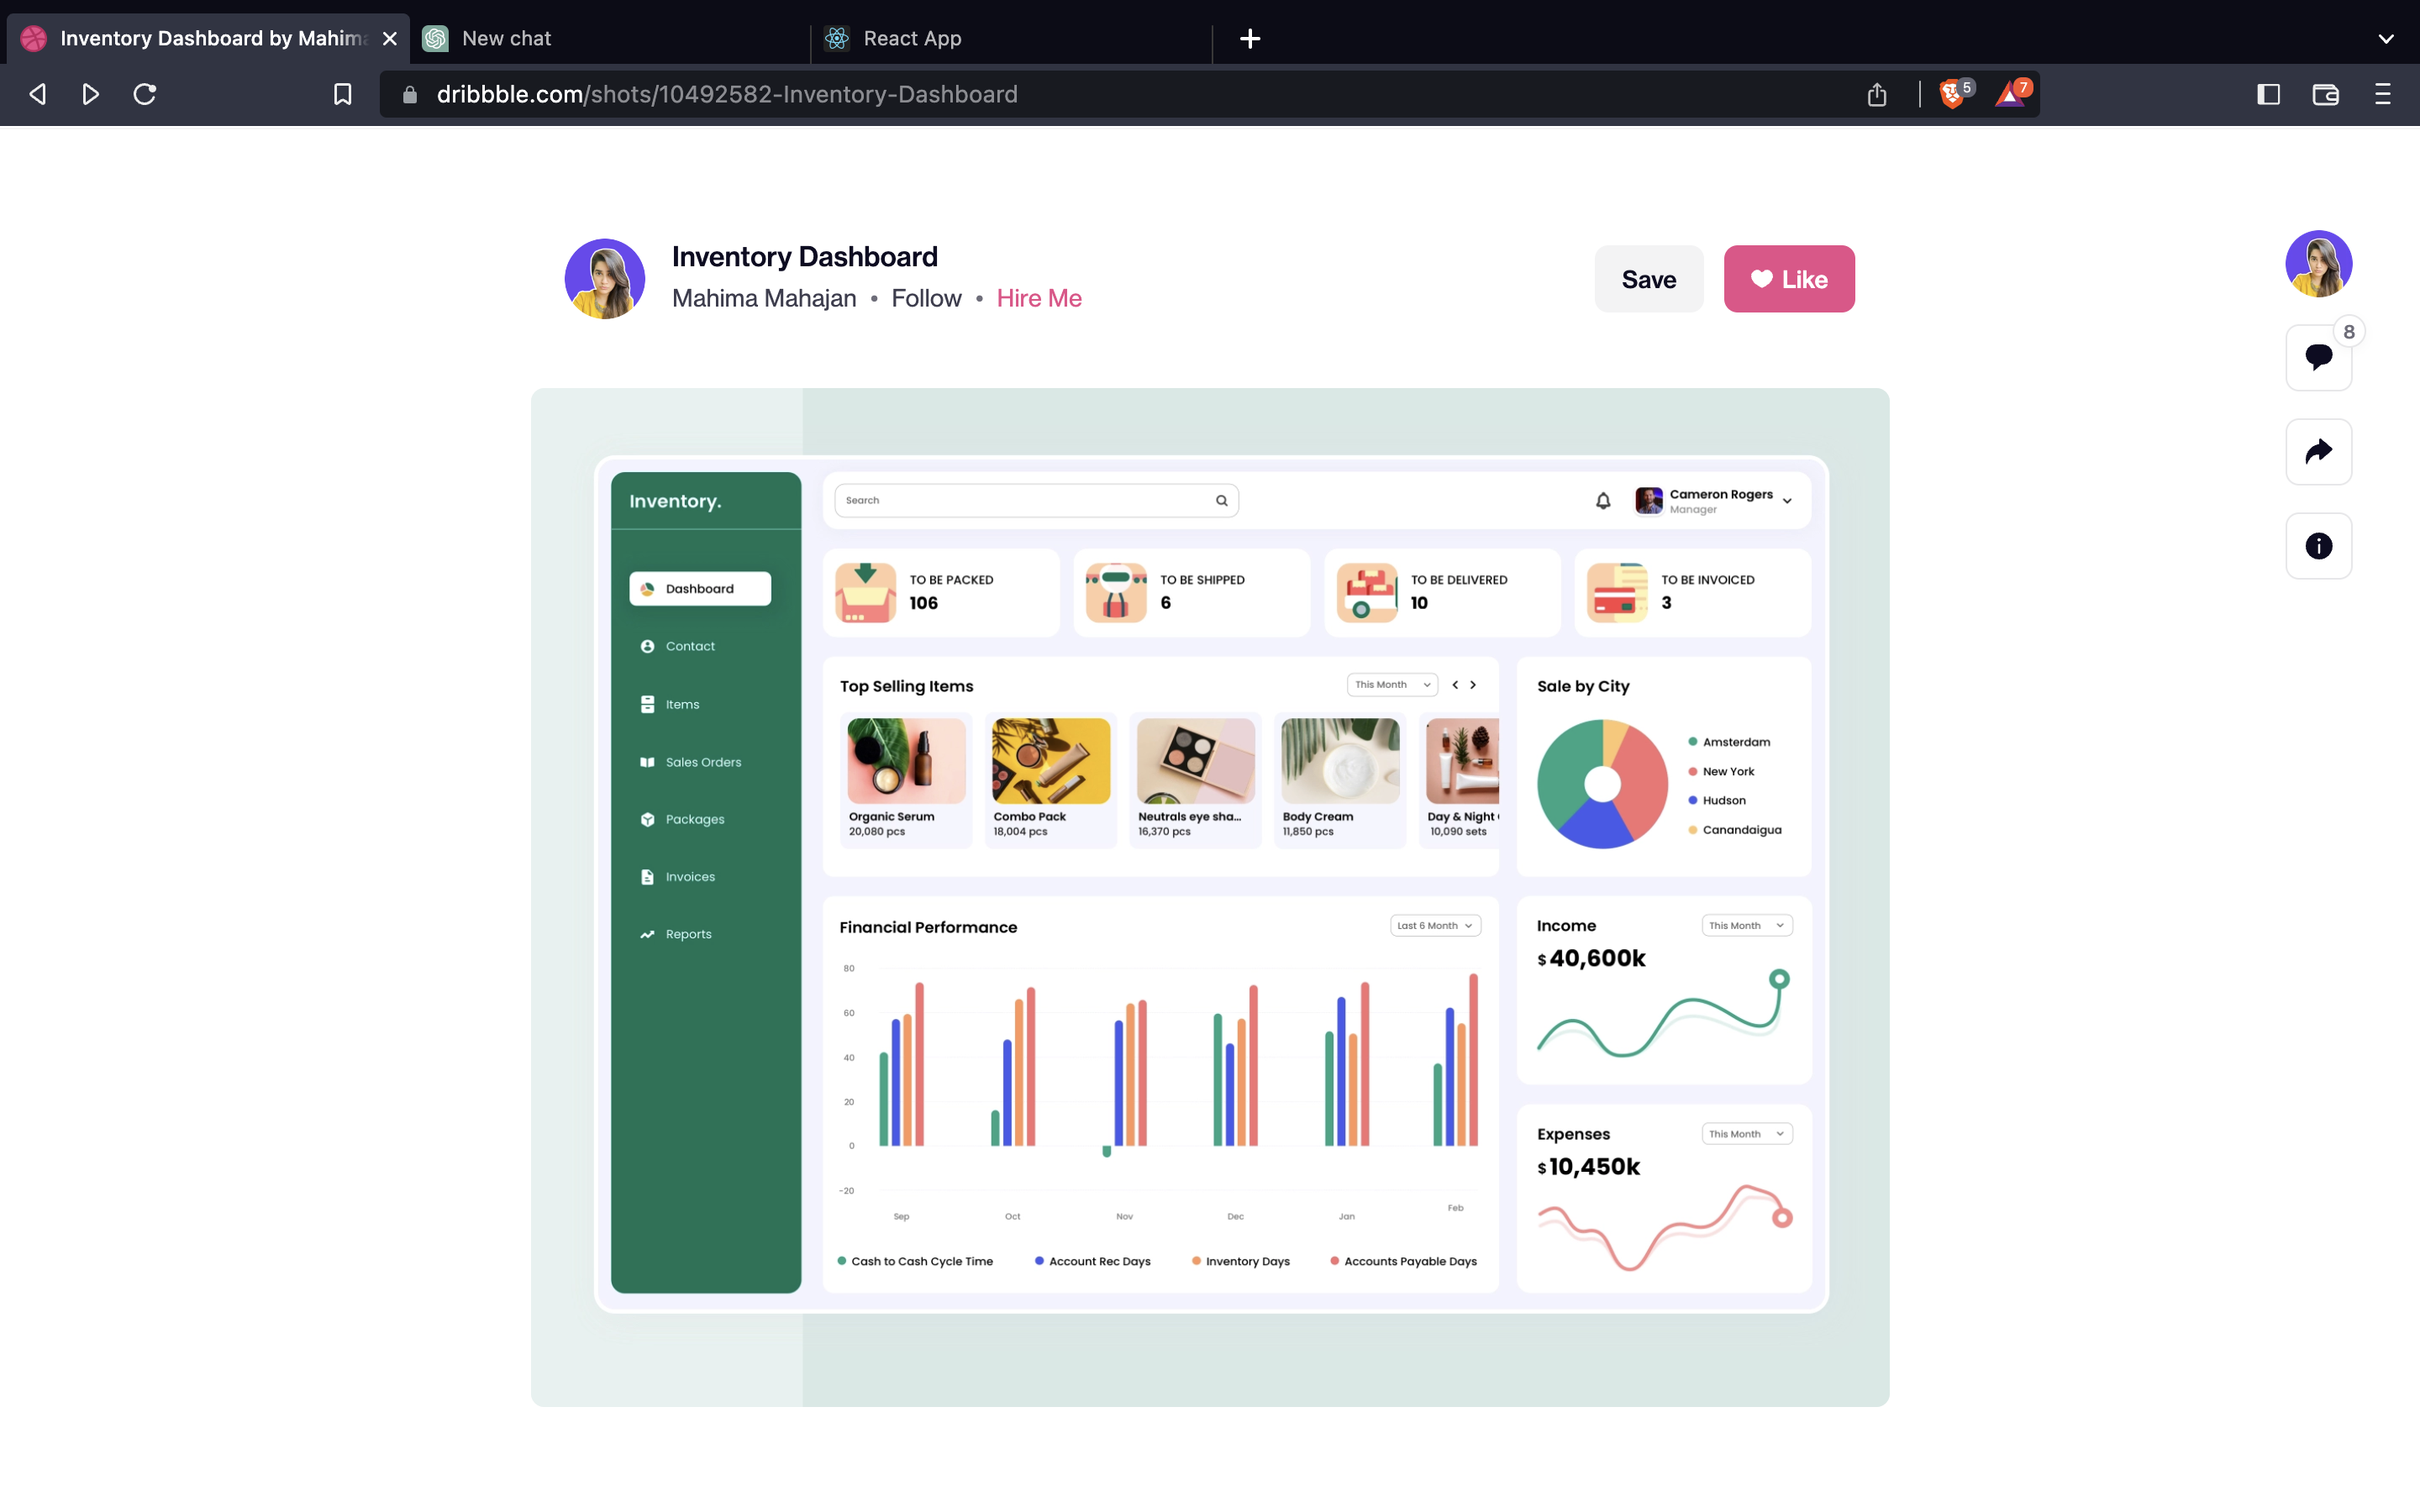 Inventory Dashboard by Mahima
New chat
React App
dribbble.com/shots/10492582-Inventory-Dashboard
5
7
Inventory Dashboard
Mahima Mahajan • Follow • Hire Me
Save
Like
8
Inventory.
Dashboard
Contact
Items
Sales Orders
Packages
Invoices
Reports
Search
Cameron Rogers
Manager
TO BE PACKED
106
TO BE SHIPPED
6
TO BE DELIVERED
10
TO BE INVOICED
3
Top Selling Items
This Month
Organic Serum
20,080 pcs
Combo Pack
18,004 pcs
Neutrals eye sha...
16,370 pcs
Body Cream
11,850 pcs
Day & Night
10,090 sets
Sale by City
Amsterdam
New York
Hudson
Canandaigua
Financial Performance
Last 6 Month
80
60
40
20
0
-20
Sep
Oct
Nov
Dec
Jan
Feb
Cash to Cash Cycle Time
Account Rec Days
Inventory Days
Accounts Payable Days
Income
This Month
$ 40,600k
Expenses
This Month
$ 10,450k